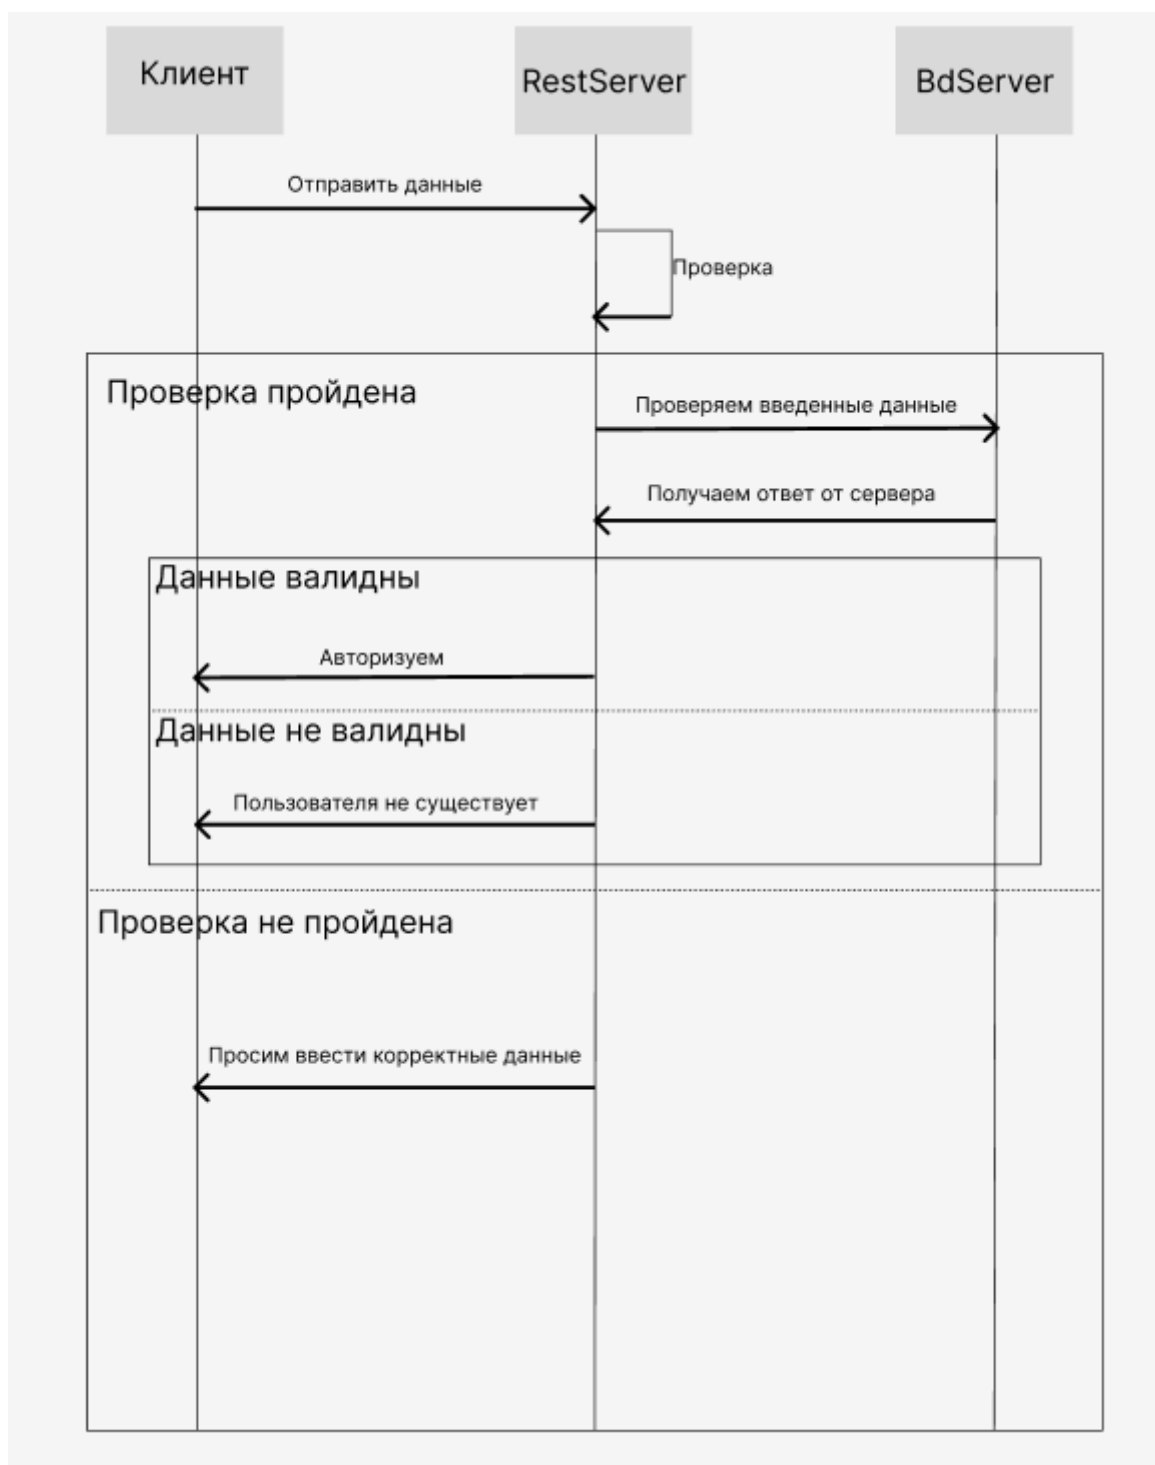 Клиент
RestServer
BdServer
Отправить данные
Проверка
Проверка пройдена
Проверяем введенные данные
Получаем ответ от сервера
Данные валидны
Авторизуем
Данные не валидны
Пользователя не существует
Проверка не пройдена
Просим ввести корректные данные